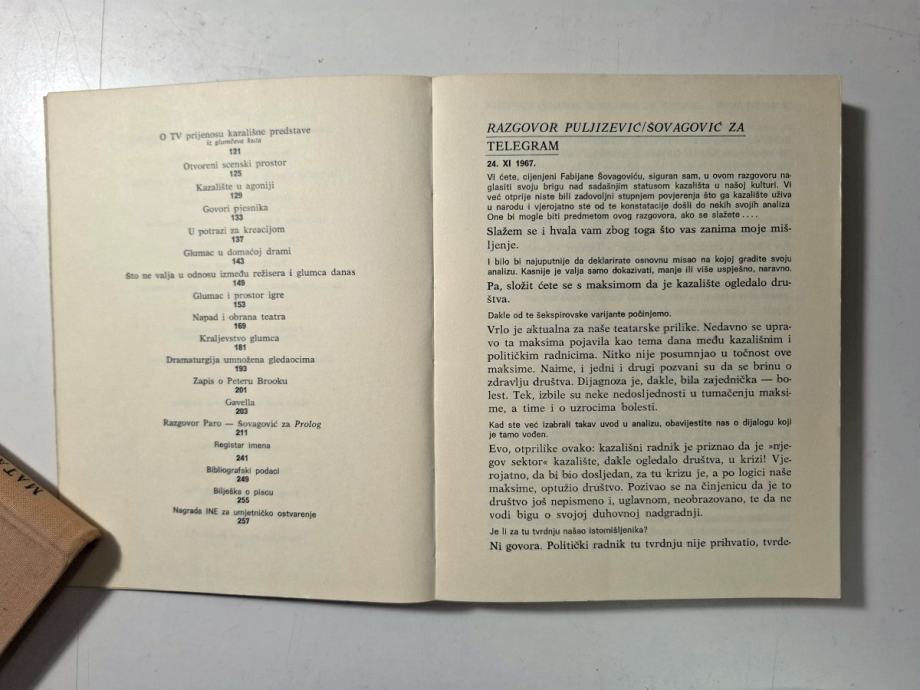 O TV prijenosu kazališne predstave
iz glumčeva kuta
121
Otvoreni scenski prostor
125
Kazalište u agoniji
129
Govori pjesnika
133
U potrazi za kreacijom
137
Glumac u domaćoj drami
143
Što ne valja u odnosu između režisera i glumca danas
149
Glumac i prostor igre
153
Napad i obrana teatra
169
Kraljevstvo glumca
181
Dramaturgija umnožena gledaocima
193
Zapis o Peteru Brooku
201
Gavella
203
Razgovor Paro — Šovagović za Prolog
211
Registar imena
241
Bibliografski podaci
249
Bilješka o piscu
255
Nagrada INE za umjetničko ostvarenje
257
MAT
RAZGOVOR PULJIZEVIĆ/ŠOVAGOVIĆ ZA
TELEGRAM
24. XI 1967.
Vi ćete, cijenjeni Fabijane Šovagoviću, siguran sam, u ovom razgovoru na-
glasiti svoju brigu nad sadašnjim statusom kazališta u našoj kulturi. Vi
već otprije niste bili zadovoljni stupnjem povjerenja što ga kazalište uživa
u narodu i vjerojatno ste od te konstatacije došli do nekih svojih analiza
One bi mogle biti predmetom ovog razgovora, ako se slažete ....
Slažem se i hvala vam zbog toga što vas zanima moje miš-
ljenje.
I bilo bi najuputnije da deklarirate osnovnu misao na kojoj gradite svoju
analizu. Kasnije je valja samo dokazivati, manje ili više uspješno, naravno.
Pa, složit ćete se s maksimom da je kazalište ogledalo dru-
štva.
Dakle od te šekspirovske varijante počinjemo.
Vrlo je aktualna za naše teatarske prilike. Nedavno se upra-
vo ta maksima pojavila kao tema dana među kazališnim i
političkim radnicima. Nitko nije posumnjao u točnost ove
maksime. Naime, i jedni i drugi pozvani su da se brinu o
zdravlju društva. Dijagnoza je, dakle, bila zajednička — bo-
lest. Tek, izbile su neke nedosljednosti u tumačenju maksi-
me, a time i o uzrocima bolesti.
Kad ste već izabrali takav uvod u analizu, obavijestite nas o dijalogu koji
je tamo vođen.
Evo, otprilike ovako: kazališni radnik je priznao da je »nje-
gov sektor« kazalište, dakle ogledalo društva, u krizi! Vje-
rojatno, da bi bio dosljedan, za tu krizu je, a po logici naše
maksime, optužio društvo. Pozivao se na činjenicu da je to
društvo još nepismeno i, uglavnom, neobrazovano, te da ne
vodi bigu o svojoj duhovnoj nadgradnji.
Je li za tu tvrdnju našao istomišljenika?
Ni govora. Politički radnik tu tvrdnju nije prihvatio, tvrde-